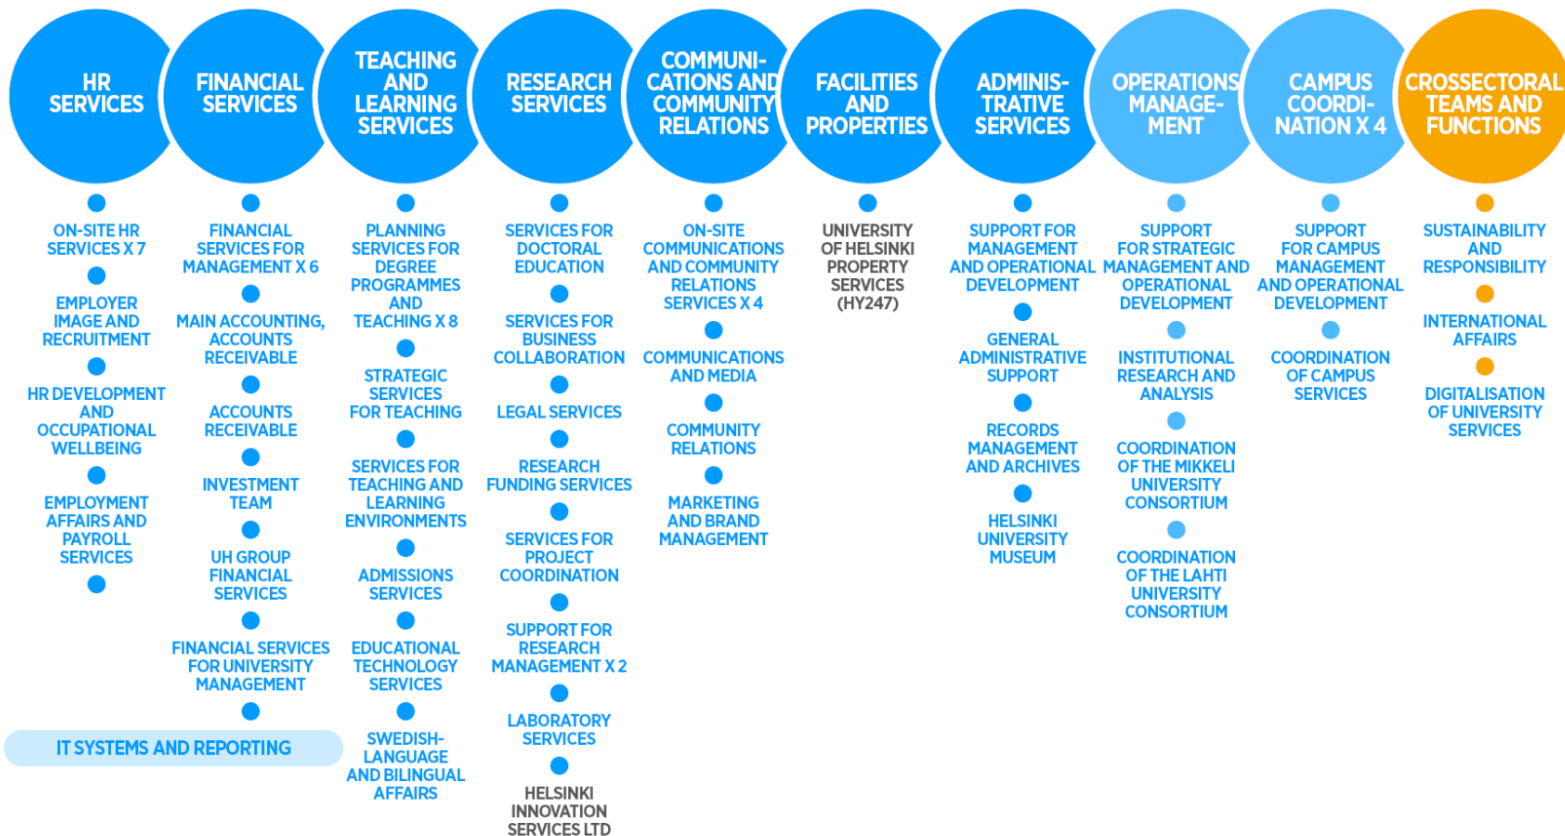 HR
SERVICES
FINANCIAL
SERVICES
TEACHING
AND
LEARNING
SERVICES
RESEARCH
SERVICES
COMMUNI-
CATIONS AND
COMMUNITY
RELATIONS
FACILITIES
AND
PROPERTIES
ADMINIS-
TRATIVE
SERVICES
OPERATIONS
MANAGE-
MENT
CAMPUS
COORDI-
NATION X 4
CROSSECTORAL
TEAMS AND
FUNCTIONS
ON-SITE HR
SERVICES X 7
EMPLOYER
IMAGE AND
RECRUITMENT
HR DEVELOPMENT
AND
OCCUPATIONAL
WELLBEING
EMPLOYMENT
AFFAIRS AND
PAYROLL
SERVICES
FINANCIAL
SERVICES FOR
MANAGEMENT X 6
MAIN ACCOUNTING,
ACCOUNTS
RECEIVABLE
ACCOUNTS
RECEIVABLE
INVESTMENT
TEAM
UH GROUP
FINANCIAL
SERVICES
FINANCIAL SERVICES
FOR UNIVERSITY
MANAGEMENT
IT SYSTEMS AND REPORTING
PLANNING
SERVICES FOR
DEGREE
PROGRAMMES
AND
TEACHING X 8
STRATEGIC
SERVICES
FOR TEACHING
SERVICES FOR
TEACHING AND
LEARNING
ENVIRONMENTS
ADMISSIONS
SERVICES
EDUCATIONAL
TECHNOLOGY
SERVICES
SWEDISH-
LANGUAGE
AND BILINGUAL
AFFAIRS
SERVICES FOR
DOCTORAL
EDUCATION
SERVICES FOR
BUSINESS
COLLABORATION
LEGAL SERVICES
RESEARCH
FUNDING SERVICES
SERVICES FOR
PROJECT
COORDINATION
SUPPORT FOR
RESEARCH
MANAGEMENT X 2
LABORATORY
SERVICES
HELSINKI
INNOVATION
SERVICES LTD
ON-SITE
COMMUNICATIONS
AND COMMUNITY
RELATIONS
SERVICES X 4
COMMUNICATIONS
AND MEDIA
COMMUNITY
RELATIONS
MARKETING
AND BRAND
MANAGEMENT
UNIVERSITY
OF HELSINKI
PROPERTY
SERVICES
(HY247)
SUPPORT FOR
MANAGEMENT
AND OPERATIONAL
DEVELOPMENT
GENERAL
ADMINISTRATIVE
SUPPORT
RECORDS
MANAGEMENT
AND ARCHIVES
HELSINKI
UNIVERSITY
MUSEUM
SUPPORT
FOR STRATEGIC
MANAGEMENT AND
OPERATIONAL
DEVELOPMENT
INSTITUTIONAL
RESEARCH AND
ANALYSIS
COORDINATION
OF THE MIKKELI
UNIVERSITY
CONSORTIUM
COORDINATION
OF THE LAHTI
UNIVERSITY
CONSORTIUM
SUPPORT
FOR CAMPUS
MANAGEMENT
AND OPERATIONAL
DEVELOPMENT
COORDINATION
OF CAMPUS
SERVICES
SUSTAINABILITY
AND
RESPONSIBILITY
INTERNATIONAL
AFFAIRS
DIGITALISATION
OF UNIVERSITY
SERVICES